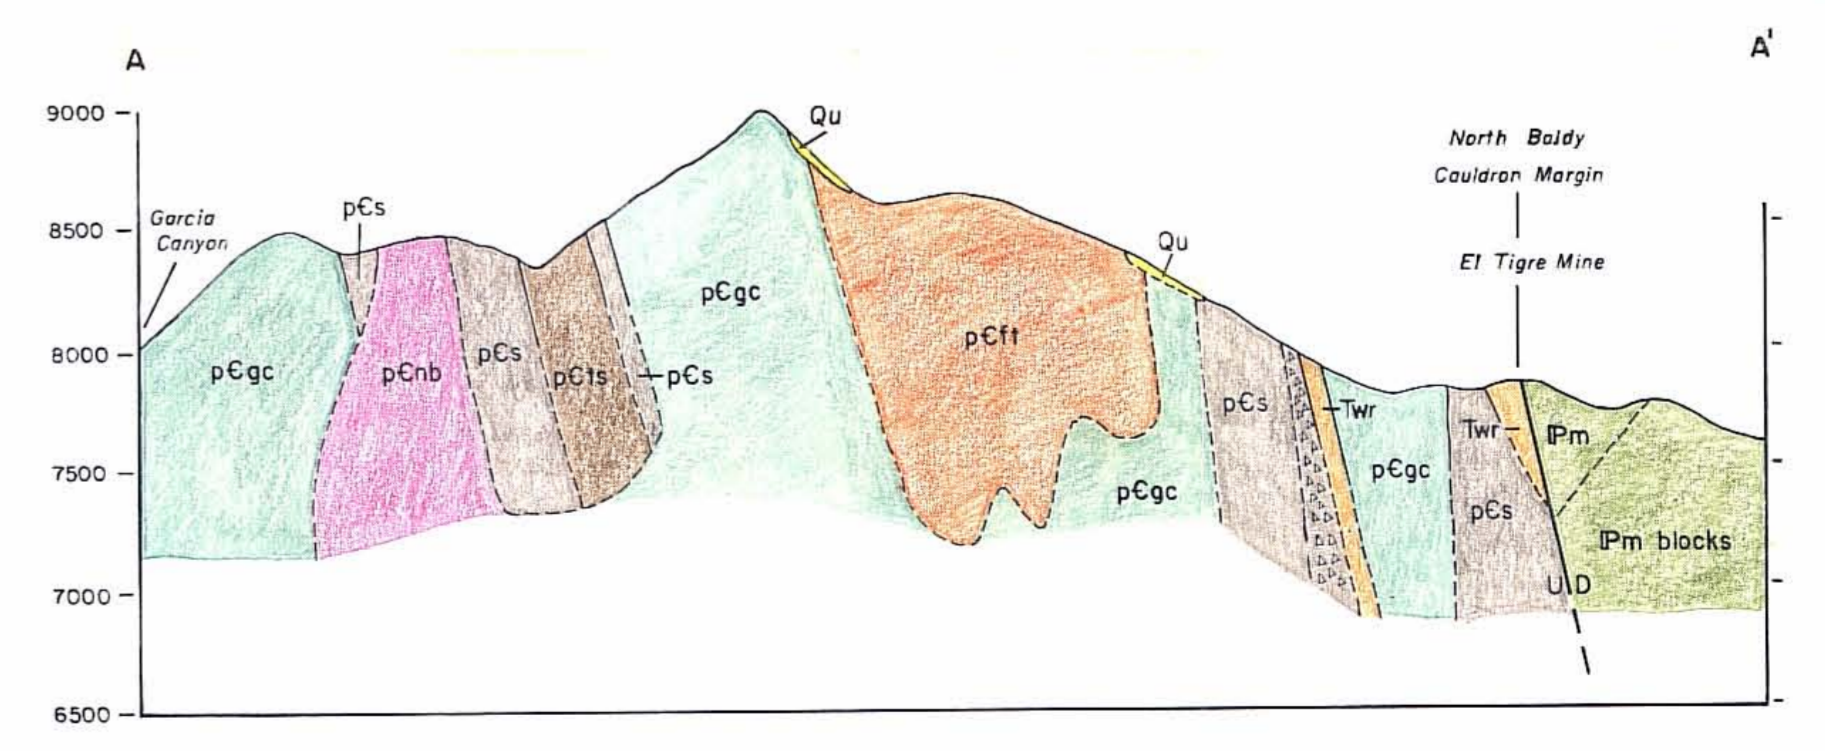 A
A'
9000
Qu
North Baldy
Cauldron Margin
pЄs
Garcia
Canyon
8500
Qu
El Tigre Mine
pЄgc
pЄft
8000
pЄs
pЄgc
pЄnb
pЄts
pЄs
pЄs
Twr
Twr
ℙm
pЄgc
7500
pЄgc
pЄs
ℙm blocks
7000
U D
6500